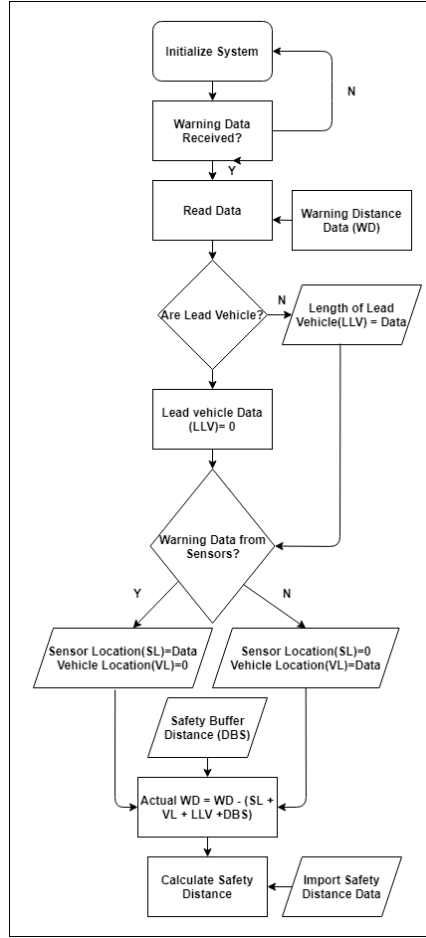 Initialize System
N
Warning Data
Received?
Y
Read Data
Warning Distance
Data (WD)
Are Lead Vehicle?
N
Length of Lead
Vehicle(LLV) = Data
Lead vehicle Data
(LLV)= 0
Warning Data from
Sensors?
Y
N
Sensor Location(SL)=Data
Vehicle Location(VL)=0
Sensor Location(SL)=0
Vehicle Location(VL)=Data
Safety Buffer
Distance (DBS)
Actual WD = WD - (SL +
VL + LLV +DBS)
Calculate Safety
Distance
Import Safety
Distance Data